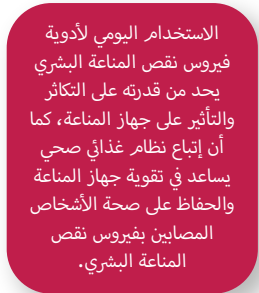 الاستخدام اليومي لأدوية
فيروس نقص المناعة البشري
يحد من قدرته على التكاثر
والتأثير على جهاز المناعة، كما
أن إتباع نظام غذائي صحي
يساعد في تقوية جهاز المناعة
والحفاظ على صحة الأشخاص
المصابين بفيروس نقص
المناعة البشري.